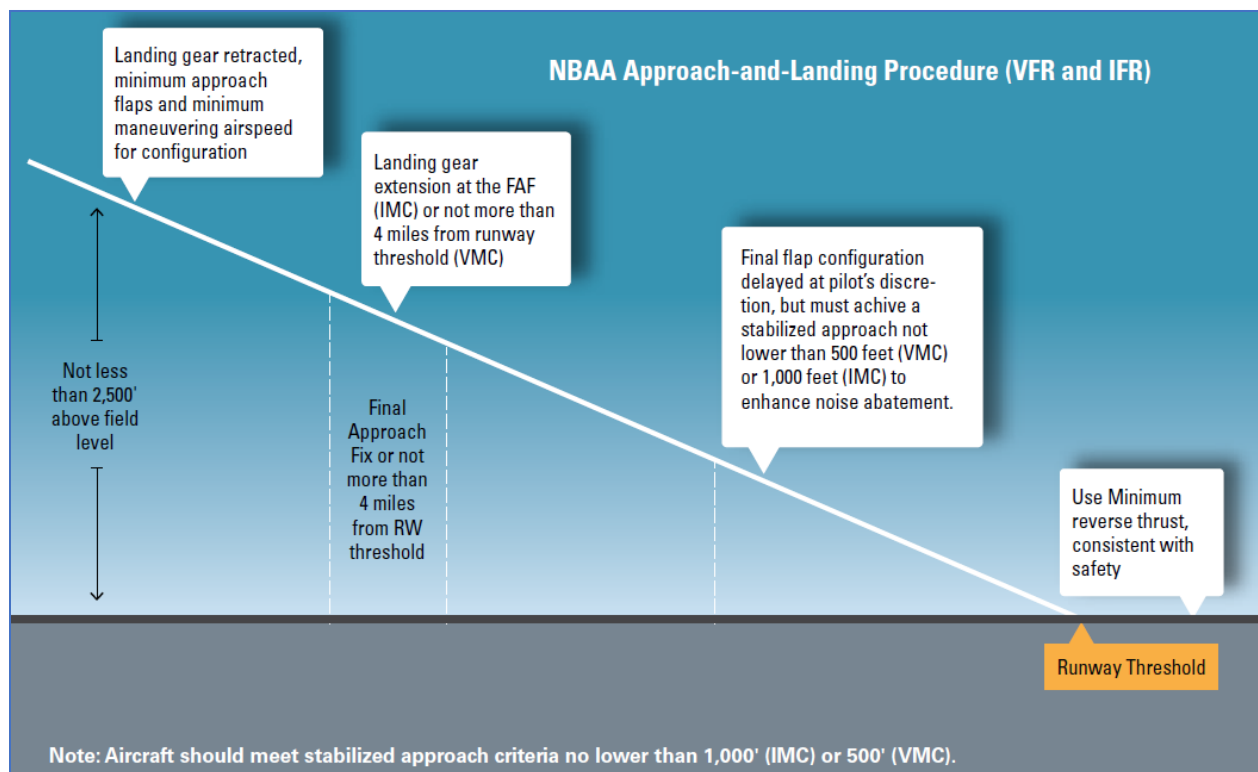 NBAA Approach-and-Landing Procedure (VFR and IFR)
Landing gear retracted,
minimum approach
flaps and minimum
maneuvering airspeed
for configuration
Landing gear
extension at the FAF
(IMC) or not more than
4 miles from runway
threshold (VMC)
Final flap configuration
delayed at pilot’s discre-
tion, but must achive a
stabilized approach not
lower than 500 feet (VMC)
or 1,000 feet (IMC) to
enhance noise abatement.
Not less
than 2,500'
above field
level
Final
Approach
Fix or not
more than
4 miles
from RW
threshold
Use Minimum
reverse thrust,
consistent with
safety
Runway Threshold
Note: Aircraft should meet stabilized approach criteria no lower than 1,000' (IMC) or 500' (VMC).